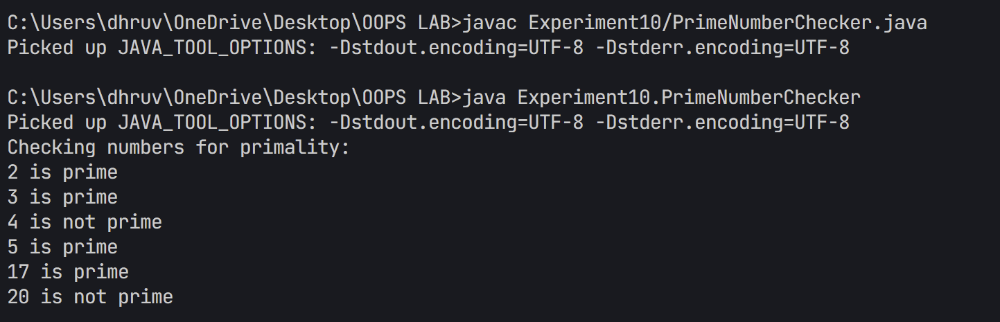 C:\Users\dhruv\OneDrive\Desktop\OOPS LAB>javac Experiment10/PrimeNumberChecker.java
Picked up JAVA_TOOL_OPTIONS: -Dstdout.encoding=UTF-8 -Dstderr.encoding=UTF-8
C:\Users\dhruv\OneDrive\Desktop\OOPS LAB>java Experiment10.PrimeNumberChecker
Picked up JAVA_TOOL_OPTIONS: -Dstdout.encoding=UTF-8 -Dstderr.encoding=UTF-8
Checking numbers for primality:
2 is prime
3 is prime
4 is not prime
5 is prime
17 is prime
20 is not prime